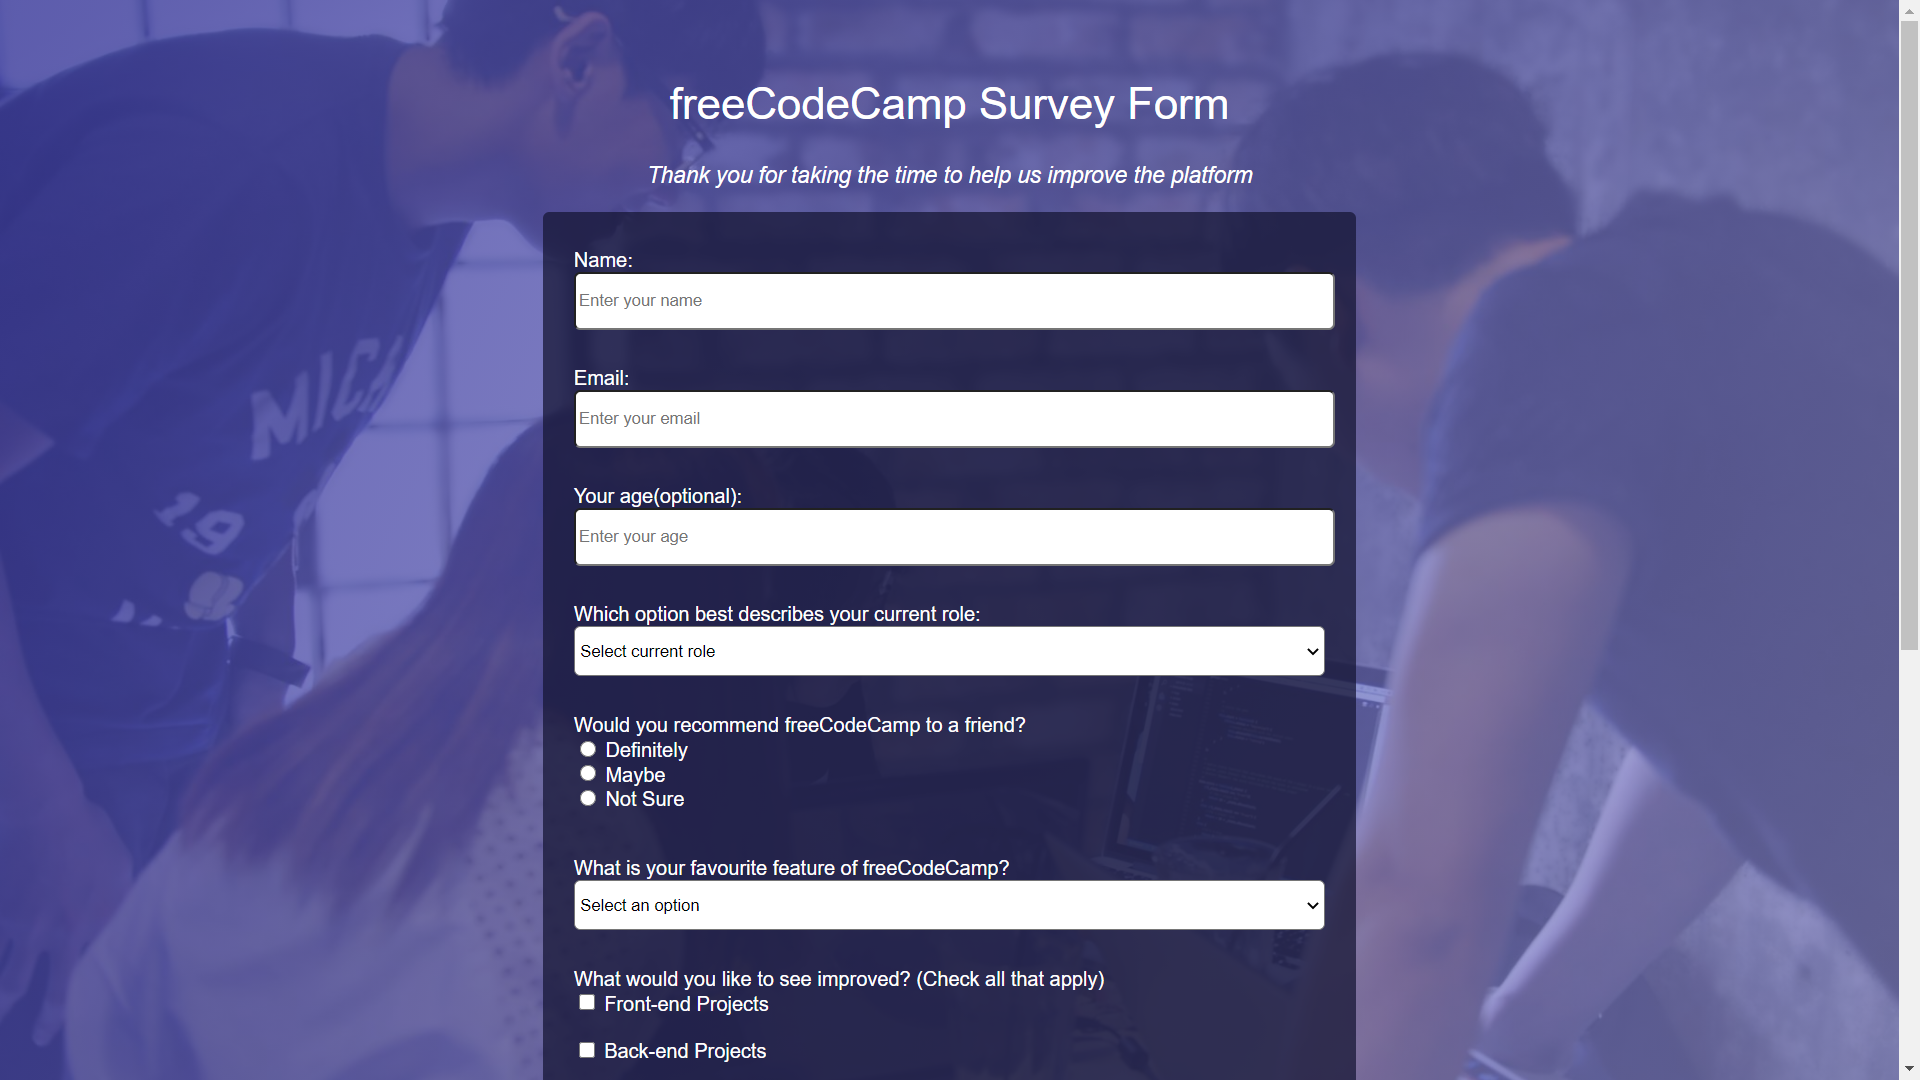 freeCodeCamp Survey Form
Thank you for taking the time to help us improve the platform
Name:
Enter your name
Email:
Enter your email
Your age(optional):
Enter your age
Which option best describes your current role:
Select current role
Would you recommend freeCodeCamp to a friend?
Definitely
Maybe
Not Sure
What is your favourite feature of freeCodeCamp?
Select an option
What would you like to see improved? (Check all that apply)
Front-end Projects
Back-end Projects
MICH
19